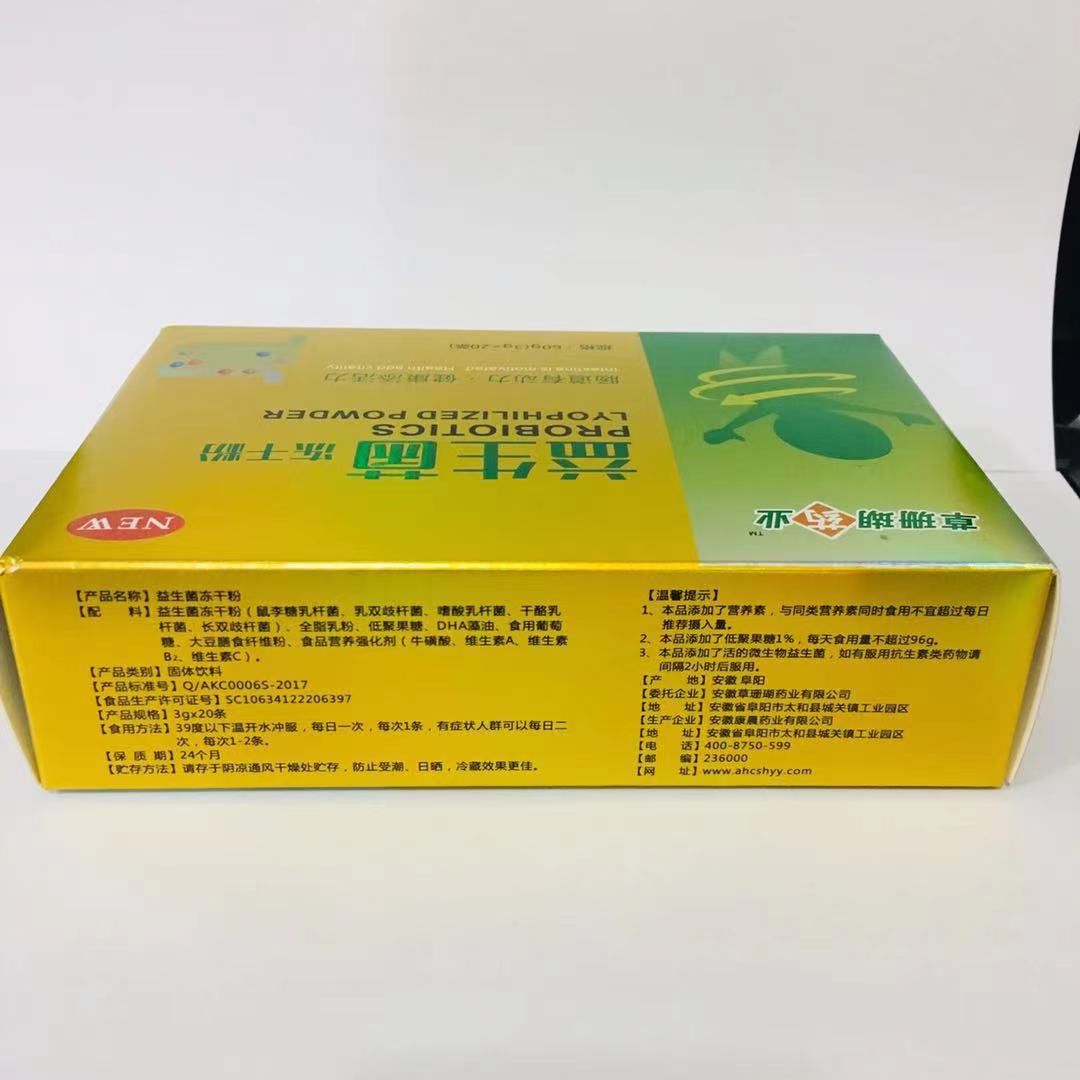 草珊瑚药业
TM
益生菌 冻干粉
PROBIOTICS
LYOPHILIZED POWDER
肠道有动力·健康添活力
Intestine is motivated Health add vitality
规格:60g(3g×20条)
NEW
【产品名称】益生菌冻干粉
【配 料】益生菌冻干粉(鼠李糖乳杆菌、乳双歧杆菌、嗜酸乳杆菌、干酪乳
杆菌、长双歧杆菌)、全脂乳粉、低聚果糖、DHA藻油、食用葡萄
糖、大豆膳食纤维粉、食品营养强化剂(牛磺酸、维生素A、维生素
B₂、维生素C)。
【产品类别】固体饮料
【产品标准号】Q/AKC0006S-2017
【食品生产许可证号】SC10634122206397
【产品规格】3gx20条
【食用方法】39度以下温开水冲服,每日一次,每次1条,有症状人群可以每日二
次,每次1-2条。
【保 质 期】24个月
【贮存方法】请存于阴凉通风干燥处贮存,防止受潮、日晒,冷藏效果更佳。
【温馨提示】
1、本品添加了营养素,与同类营养素同时食用不宜超过每日
推荐摄入量。
2、本品添加了低聚果糖1%,每天食用量不超过96g。
3、本品添加了活的微生物益生菌,如有服用抗生素类药物请
间隔2小时后服用。
【产 地】安徽 阜阳
【委托企业】安徽草珊瑚药业有限公司
【地 址】安徽省阜阳市太和县城关镇工业园区
【生产企业】安徽康晨药业有限公司
【地 址】安徽省阜阳市太和县城关镇工业园区
【电 话】400-8750-599
【邮 编】236000
【网 址】www.ahcshyy.com